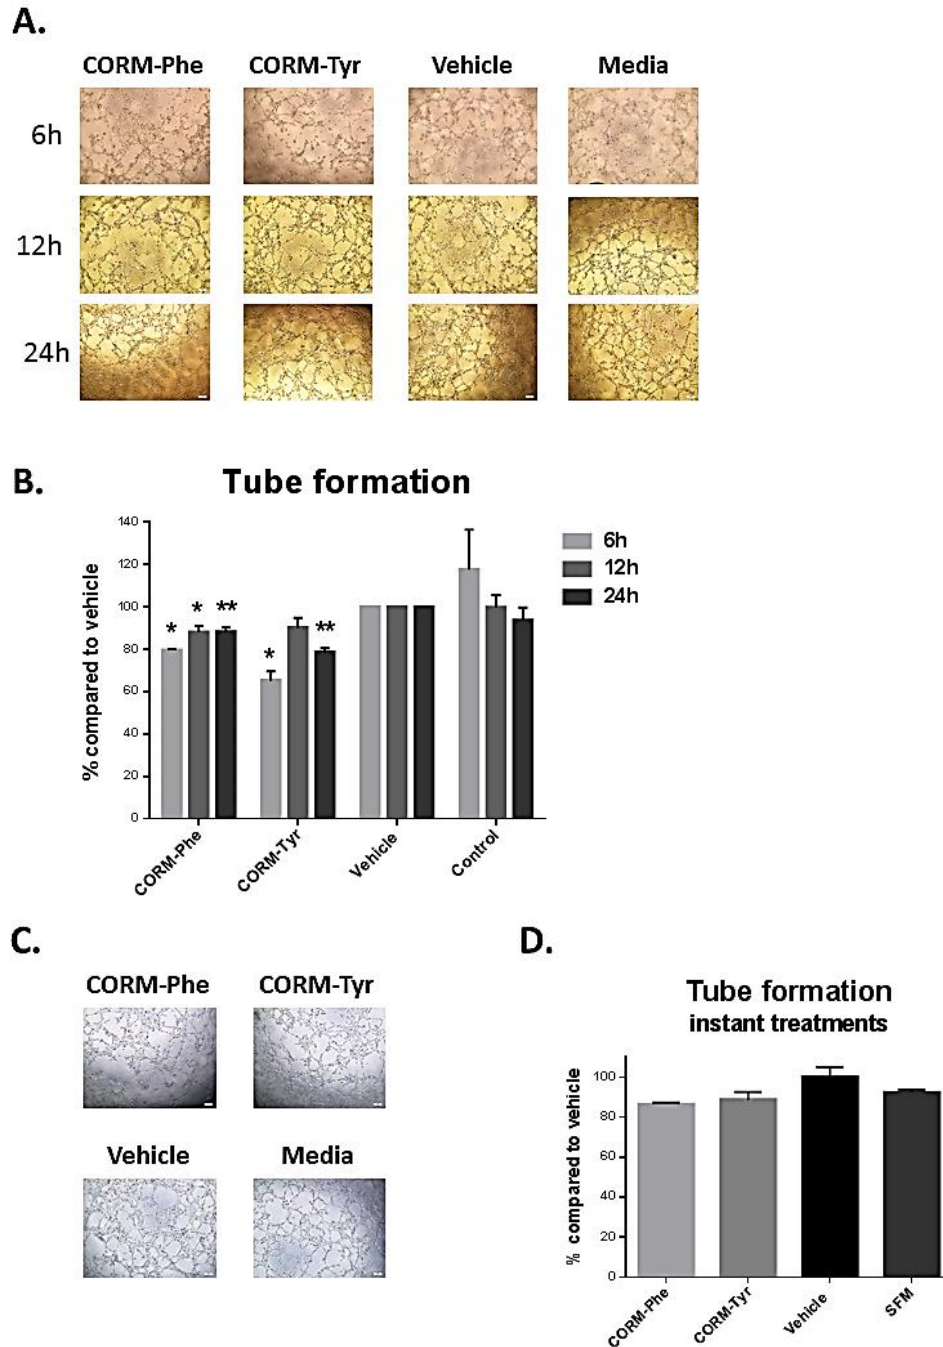 A.
CORM-Phe CORM-Tyr Vehicle Media
6h
12h
24h
B.
Tube formation
% compared to vehicle
140
120
100
80
60
40
20
0
* * **
* **
6h
12h
24h
CORM-Phe CORM-Tyr Vehicle Control
C.
CORM-Phe CORM-Tyr
Vehicle Media
D.
Tube formation
instant treatments
% compared to vehicle
100
80
60
40
20
0
CORM-Phe CORM-Tyr Vehicle SFM